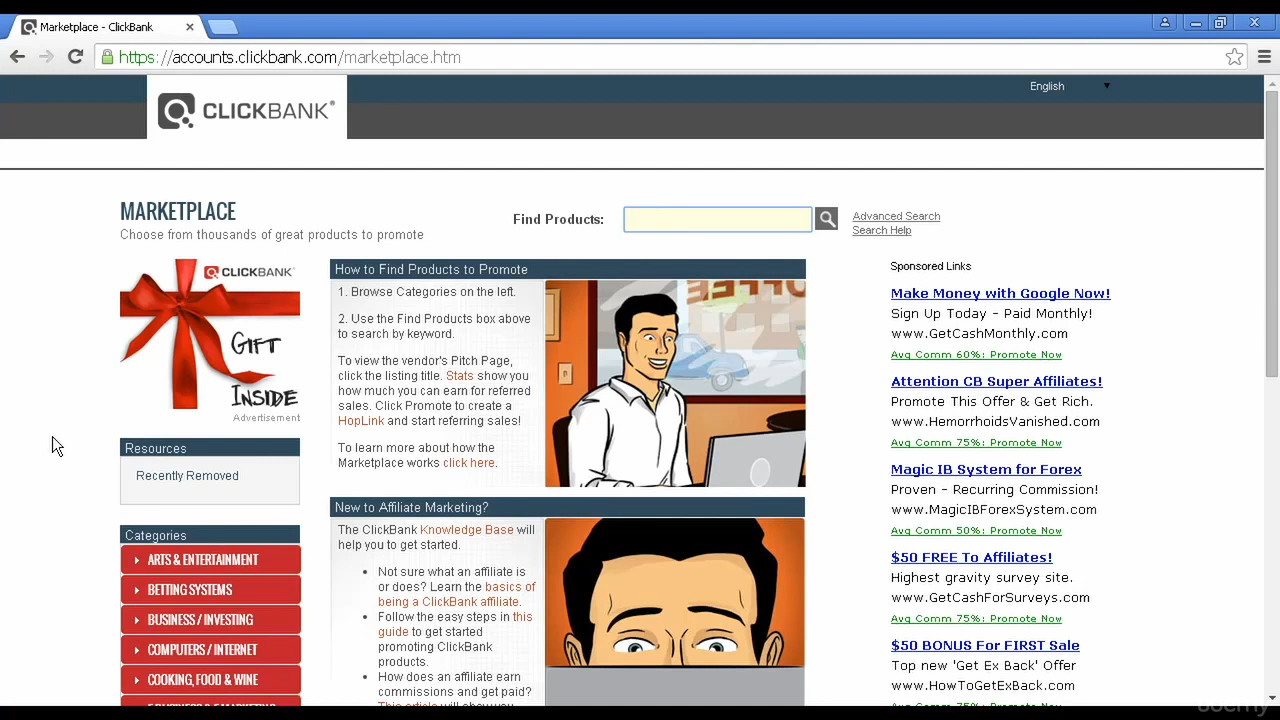 Marketplace - ClickBank
https://accounts.clickbank.com/marketplace.htm
CLICKBANK®
English
MARKETPLACE
Choose from thousands of great products to promote
Find Products:
Advanced Search
Search Help
CLICKBANK
GIFT
INSIDE
Advertisement
Resources
Recently Removed
Categories
ARTS & ENTERTAINMENT
BETTING SYSTEMS
BUSINESS / INVESTING
COMPUTERS / INTERNET
COOKING, FOOD & WINE
How to Find Products to Promote
1. Browse Categories on the left.
2. Use the Find Products box above
to search by keyword.
To view the vendor's Pitch Page,
click the listing title. Stats show you
how much you can earn for referred
sales. Click Promote to create a
HopLink and start referring sales!
To learn more about how the
Marketplace works click here.
COFFEE
New to Affiliate Marketing?
The ClickBank Knowledge Base will
help you to get started.
Not sure what an affiliate is
or does? Learn the basics of
being a ClickBank affiliate.
Follow the easy steps in this
guide to get started
promoting ClickBank
products.
How does an affiliate earn
commissions and get paid?
This article will show you
Sponsored Links
Make Money with Google Now!
Sign Up Today - Paid Monthly!
www.GetCashMonthly.com
Avg Comm 60%: Promote Now
Attention CB Super Affiliates!
Promote This Offer & Get Rich.
www.HemorrhoidsVanished.com
Avg Comm 75%: Promote Now
Magic IB System for Forex
Proven - Recurring Commission!
www.MagicIBForexSystem.com
Avg Comm 50%: Promote Now
$50 FREE To Affiliates!
Highest gravity survey site.
www.GetCashForSurveys.com
Avg Comm 75%: Promote Now
$50 BONUS For FIRST Sale
Top new 'Get Ex Back' Offer
www.HowToGetExBack.com
Avg Comm 75%: Promote Now